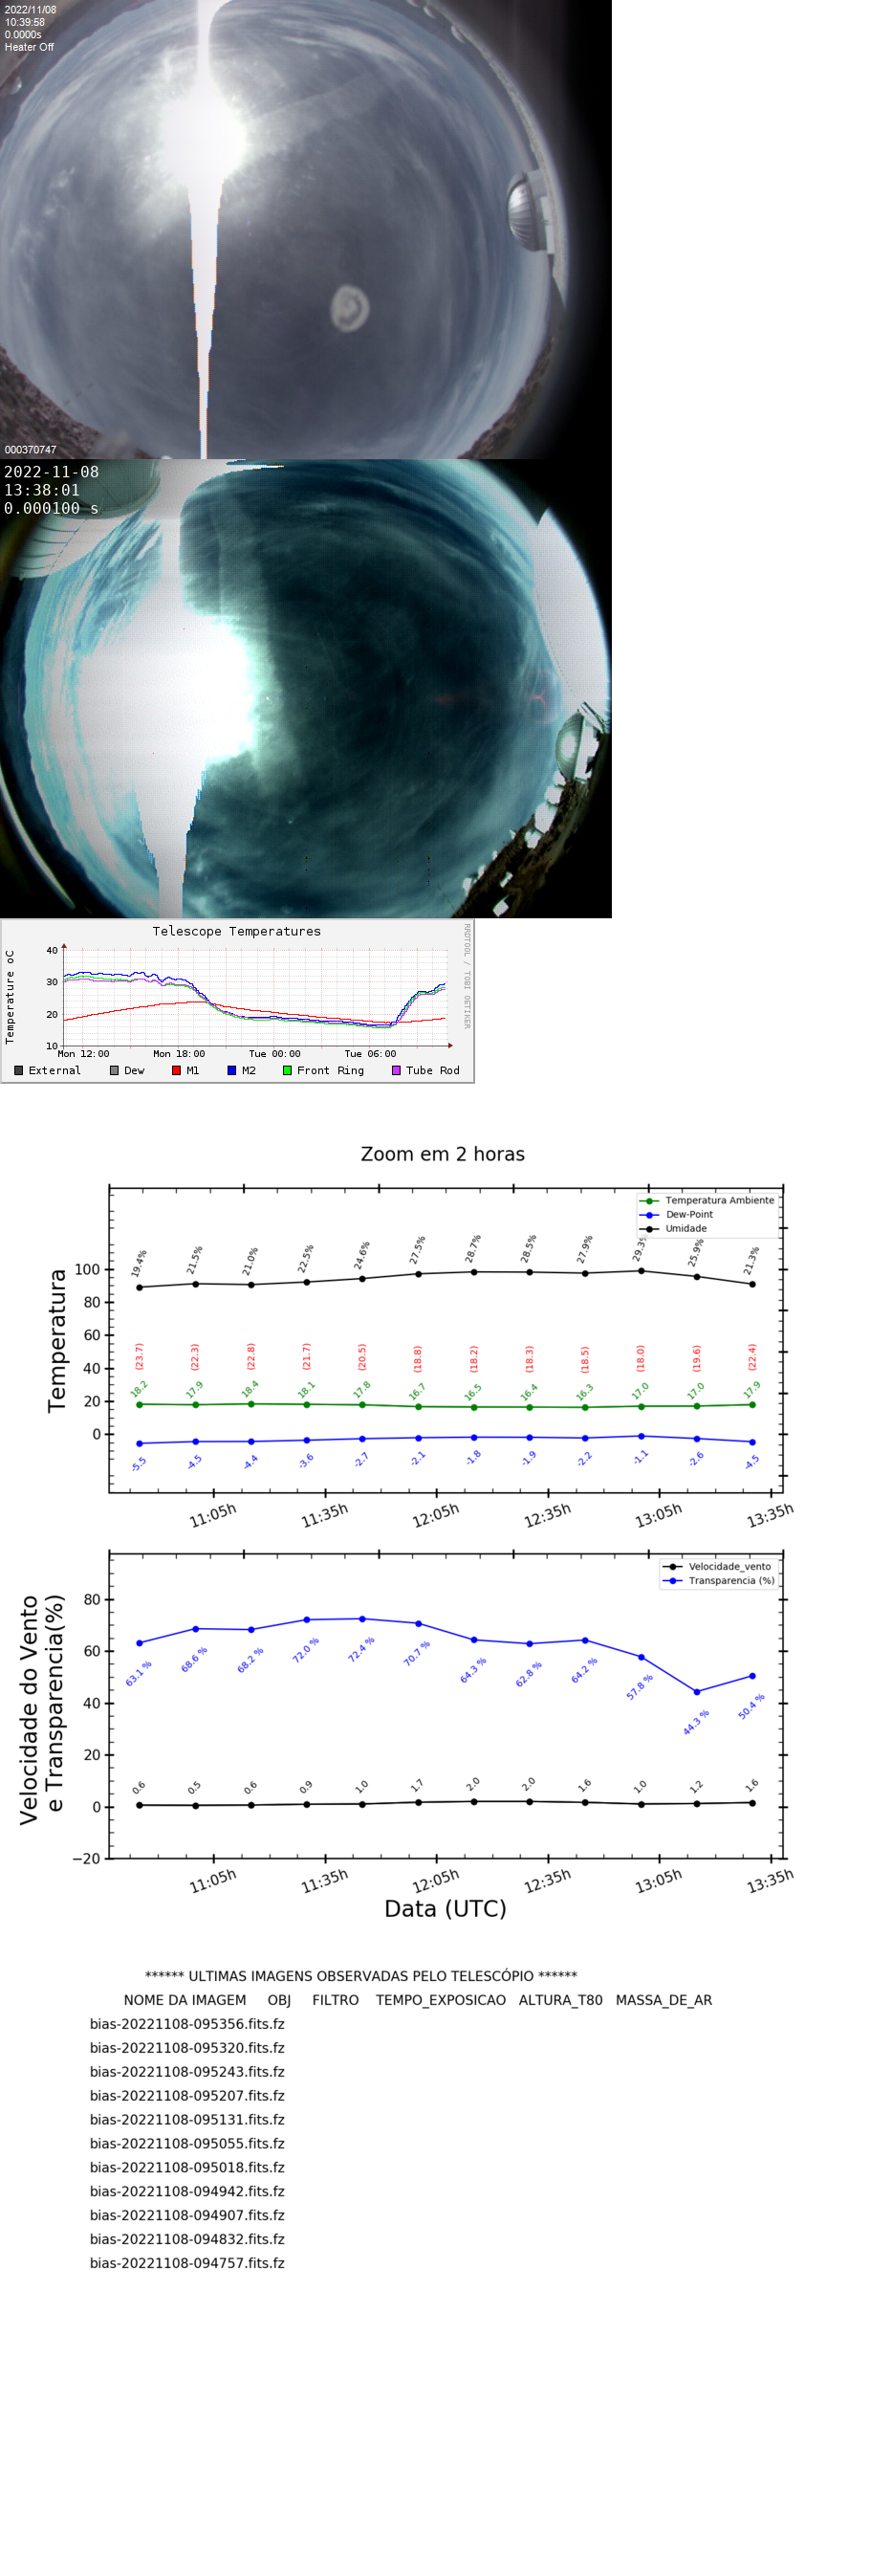 2022/11/08
10:39:58
0.0000s
Heater Off
000370747
2022-11-08
13:38:01
0.000100 s
Telescope Temperatures
RRDTOOL / TOBI OETIKER
Temperature oC
40
30
20
10
Mon 12:00 Mon 18:00 Tue 00:00 Tue 06:00
External Dew M1 M2 Front Ring Tube Rod
Zoom em 2 horas
Temperatura Ambiente
Dew-Point
Umidade
Temperatura
100
80
60
40
20
0
19.4% 21.5% 21.0% 22.5% 24.6% 27.5% 28.7% 28.5% 27.9% 29.3% 25.9% 21.3%
(23.7) (22.3) (22.8) (21.7) (20.5) (18.8) (18.2) (18.3) (18.5) (18.0) (19.6) (22.4)
18.2 17.9 18.4 18.1 17.8 16.7 16.5 16.4 16.3 17.0 17.0 17.9
-5.5 -4.5 -4.4 -3.6 -2.7 -2.1 -1.8 -1.9 -2.2 -1.1 -2.6 -4.5
11:05h 11:35h 12:05h 12:35h 13:05h 13:35h
Velocidade_vento
Transparencia (%)
Velocidade do Vento
e Transparencia(%)
80
60
40
20
0
−20
63.1 % 68.6 % 68.2 % 72.0 % 72.4 % 70.7 % 64.3 % 62.8 % 64.2 % 57.8 % 44.3 % 50.4 %
0.6 0.5 0.6 0.9 1.0 1.7 2.0 2.0 1.6 1.0 1.2 1.6
11:05h 11:35h 12:05h 12:35h 13:05h 13:35h
Data (UTC)
****** ULTIMAS IMAGENS OBSERVADAS PELO TELESCÓPIO ******
NOME DA IMAGEM OBJ FILTRO TEMPO_EXPOSICAO ALTURA_T80 MASSA_DE_AR
bias-20221108-095356.fits.fz
bias-20221108-095320.fits.fz
bias-20221108-095243.fits.fz
bias-20221108-095207.fits.fz
bias-20221108-095131.fits.fz
bias-20221108-095055.fits.fz
bias-20221108-095018.fits.fz
bias-20221108-094942.fits.fz
bias-20221108-094907.fits.fz
bias-20221108-094832.fits.fz
bias-20221108-094757.fits.fz